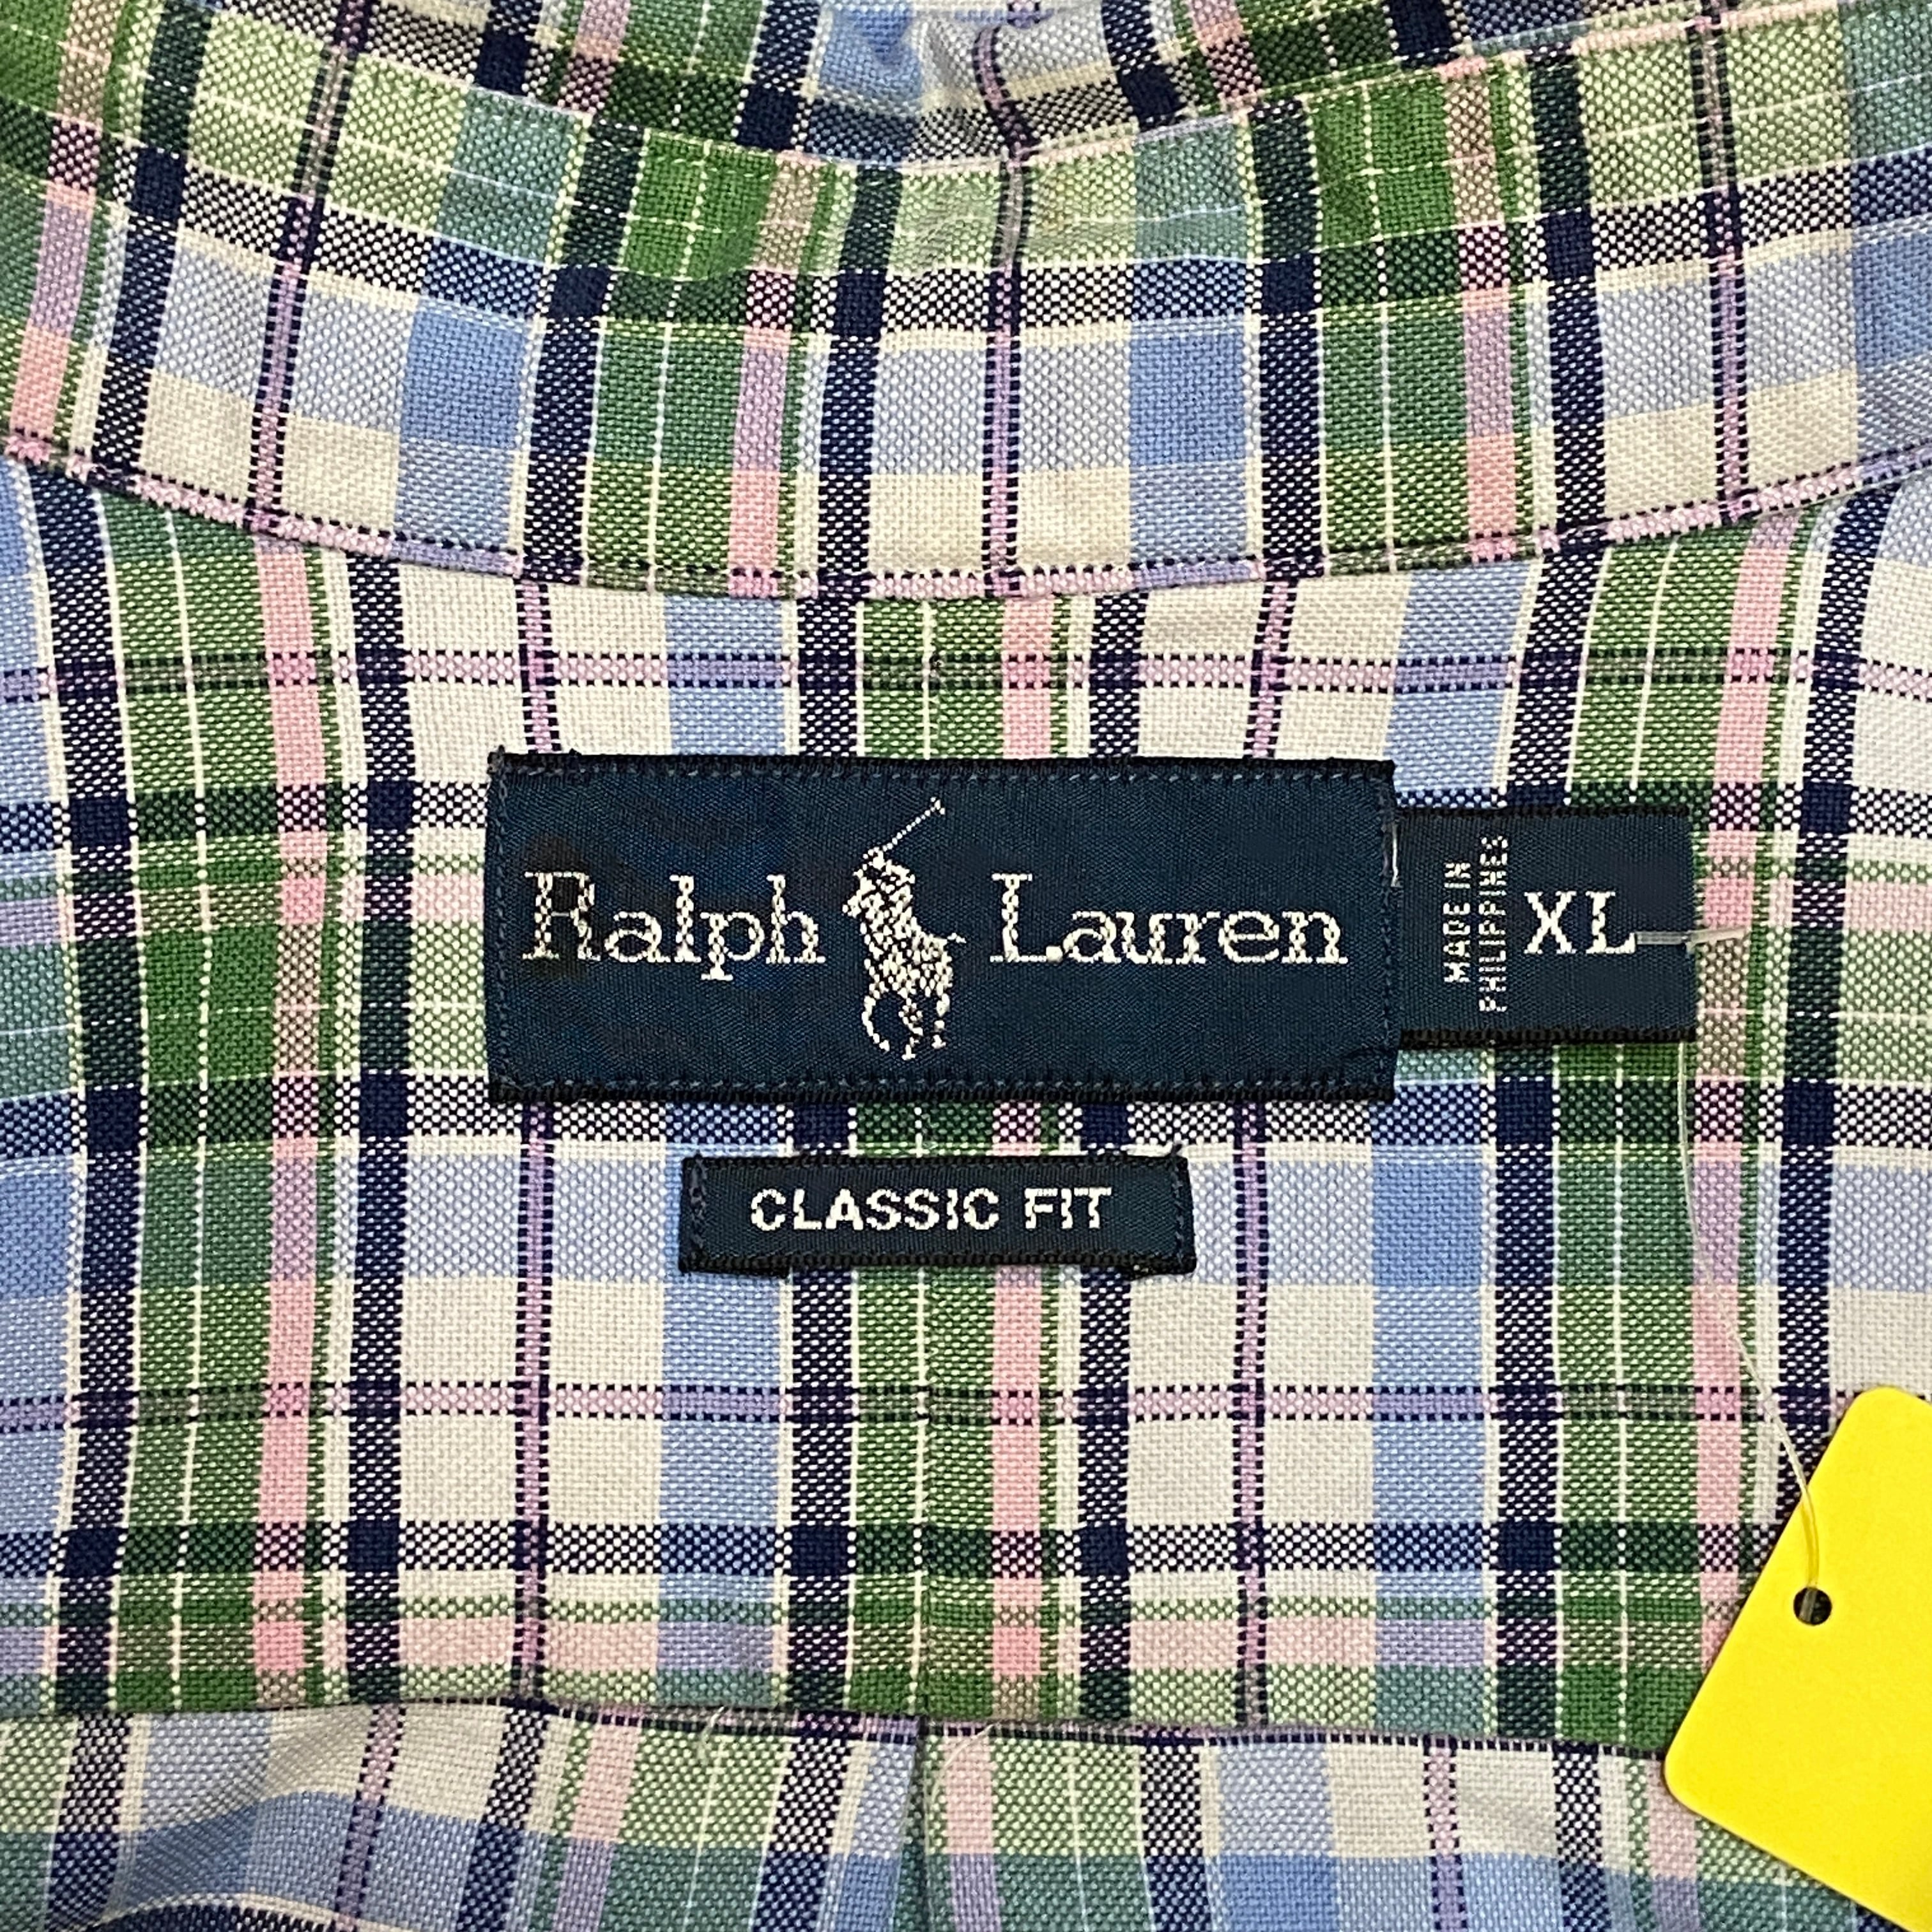 Ralph Lauren
MADE IN
PHILIPPINES
XL
CLASSIC FIT